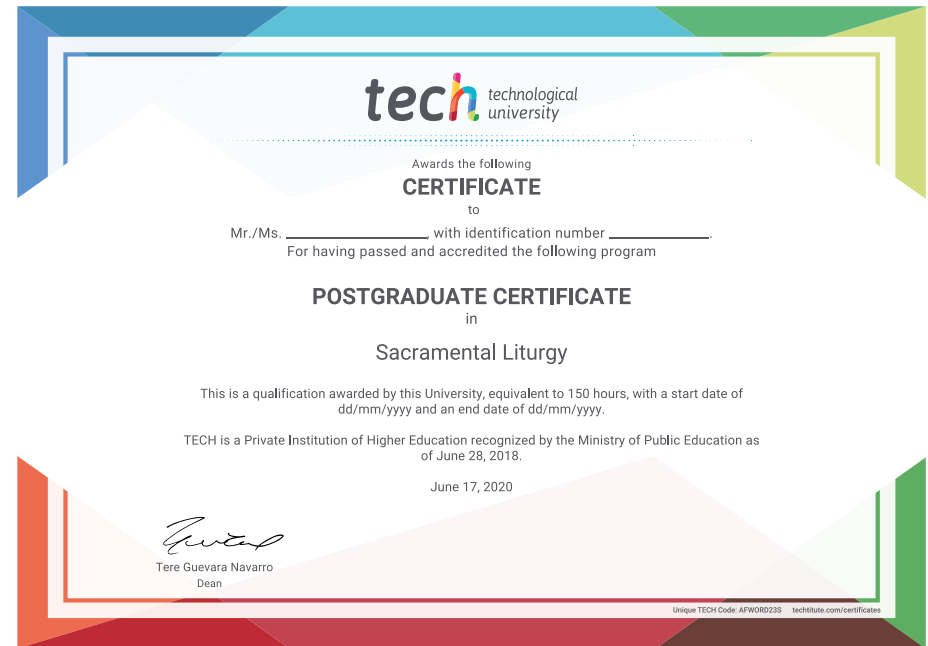 tech technological
university
Awards the following
CERTIFICATE
to
Mr./Ms. ____________________, with identification number ______________.
For having passed and accredited the following program
POSTGRADUATE CERTIFICATE
in
Sacramental Liturgy
This is a qualification awarded by this University, equivalent to 150 hours, with a start date of
dd/mm/yyyy and an end date of dd/mm/yyyy.
TECH is a Private Institution of Higher Education recognized by the Ministry of Public Education as
of June 28, 2018.
June 17, 2020
Tere Guevara Navarro
Dean
Unique TECH Code: AFWORD23S techtitute.com/certificates